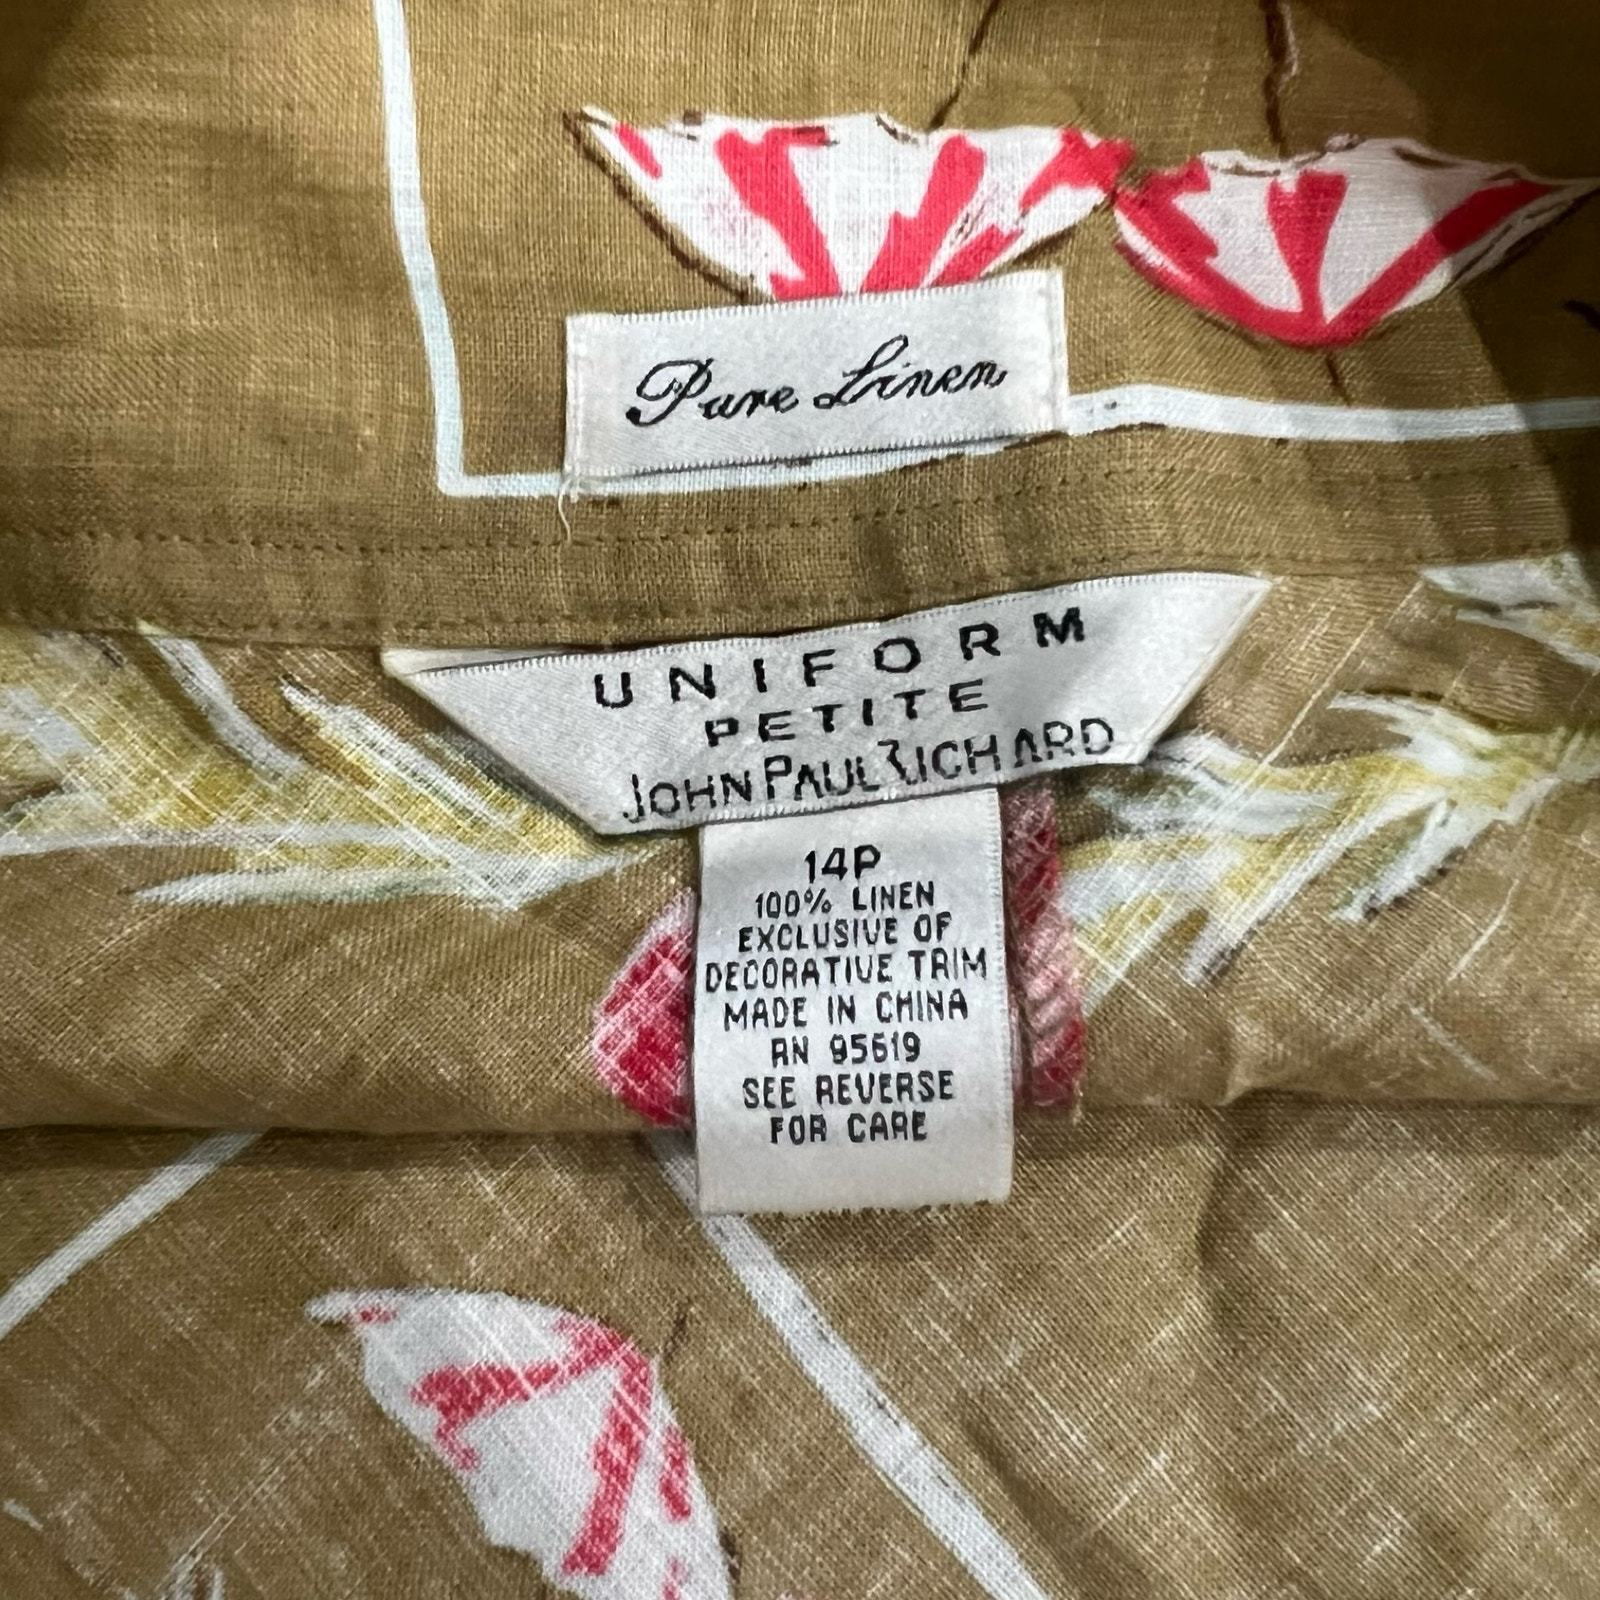 Pure Linen
UNIFORM
PETITE
JOHN PAUL RICHARD
14P
100% LINEN
EXCLUSIVE OF
DECORATIVE TRIM
MADE IN CHINA
RN 95619
SEE REVERSE
FOR CARE